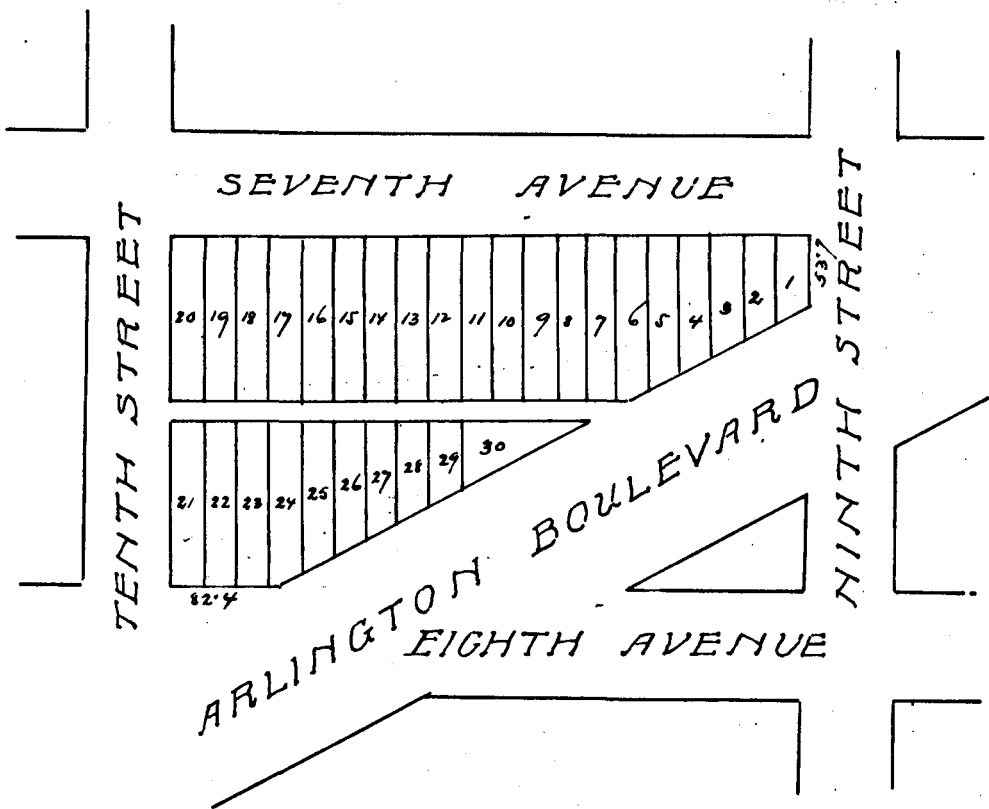 SEVENTH AVENUE
TENTH STREET
NINTH STREET
20 19 18 17 16 15 14 13 12 11 10 9 8 7 6 5 4 3 2 1
53'7
21 22 23 24 25 26 27 28 29 30
82'4
ARLINGTON BOULEVARD
EIGHTH AVENUE